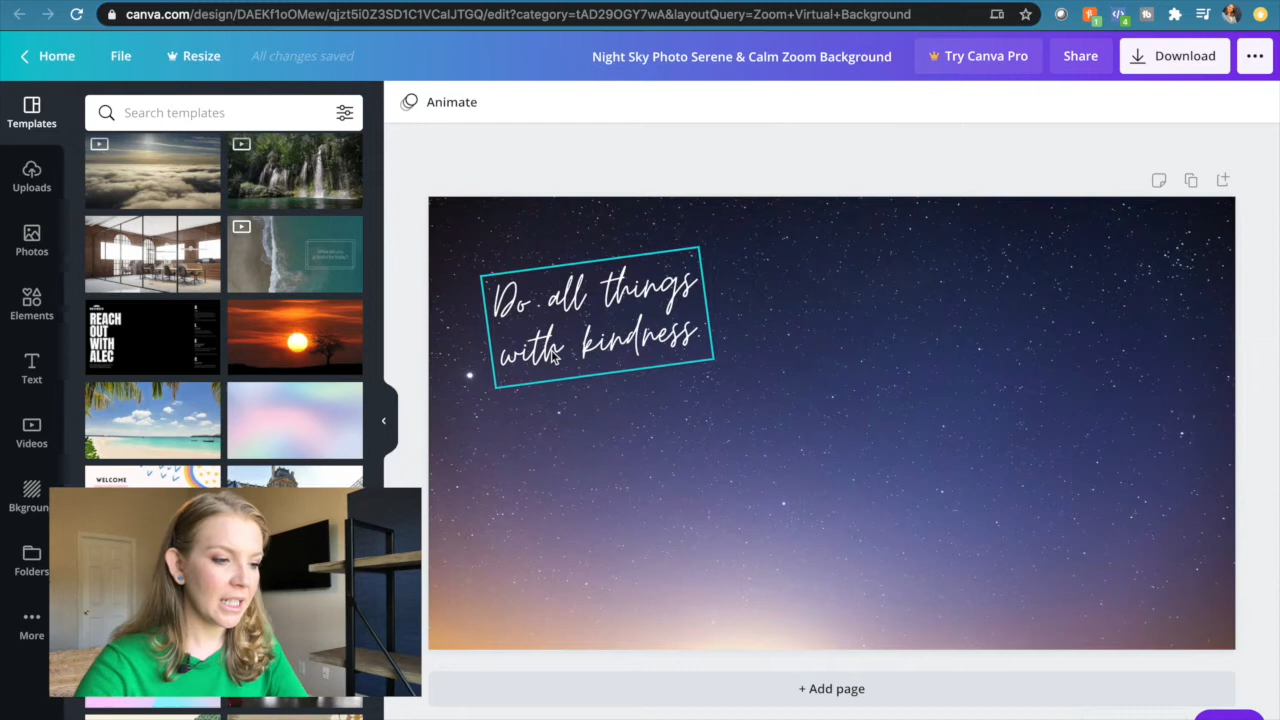 canva.com/design/DAEKf1oOMew/qjzt5i0Z3SD1C1VCaIJTGQ/edit?category=tAD29OGY7wA&layoutQuery=Zoom+Virtual+Background
Home
File
Resize
All changes saved
Night Sky Photo Serene & Calm Zoom Background
Try Canva Pro
Share
Download
Templates
Uploads
Photos
Elements
Text
Videos
Bkground
Folders
More
Search templates
REACH
OUT
WITH
ALEC
WELCOME
Animate
Do all things
with kindness
+ Add page